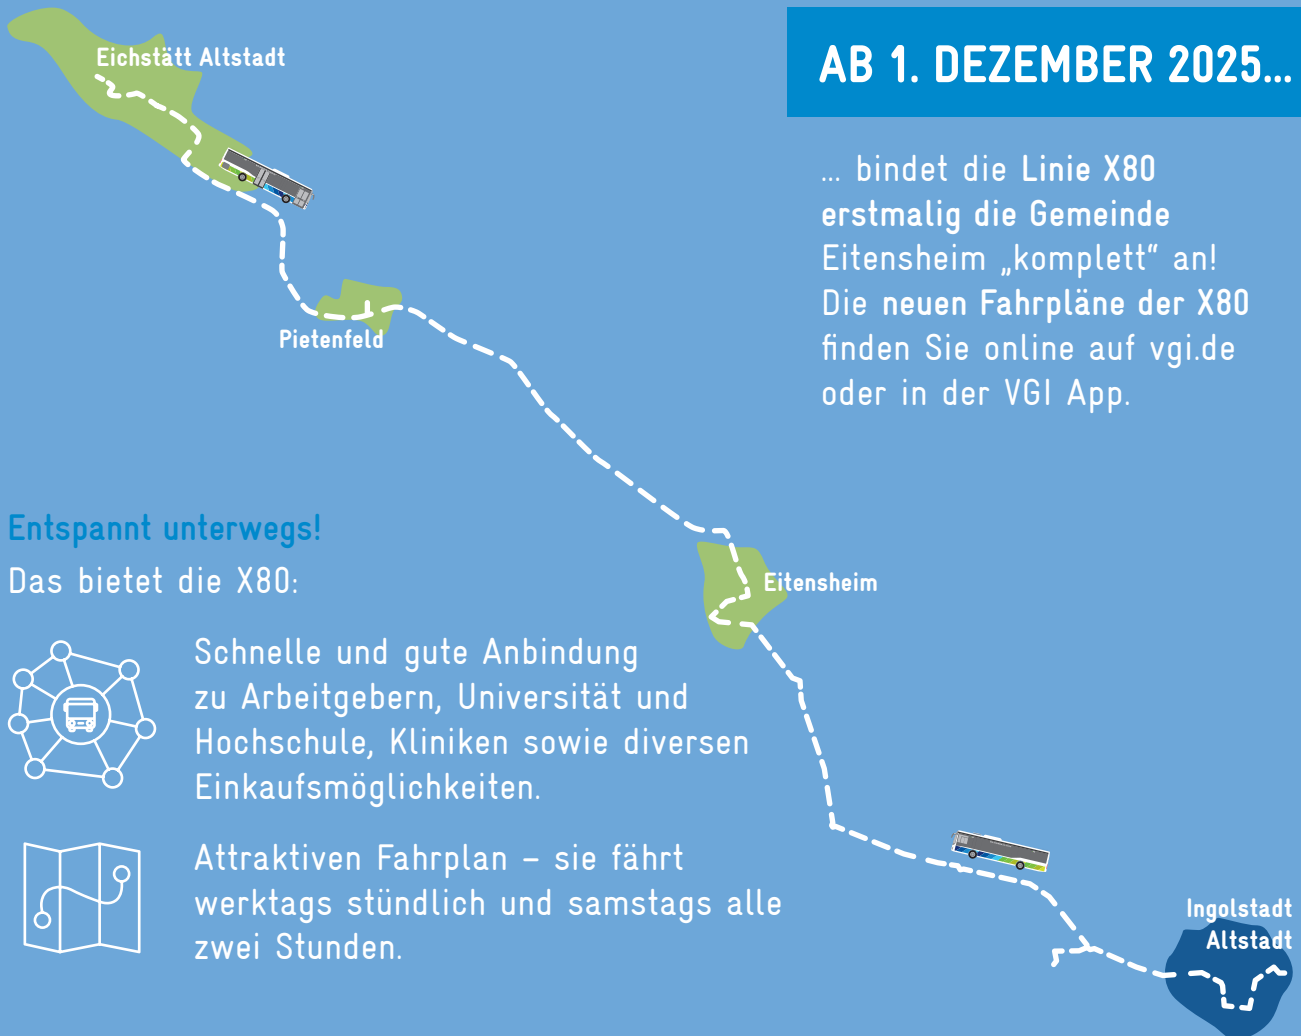 Eichstätt Altstadt
Pietenfeld
Eitensheim
Ingolstadt
Altstadt
AB 1. DEZEMBER 2025...
... bindet die Linie X80
erstmalig die Gemeinde
Eitensheim „komplett“ an!
Die neuen Fahrpläne der X80
finden Sie online auf vgi.de
oder in der VGI App.
Entspannt unterwegs!
Das bietet die X80:
Schnelle und gute Anbindung
zu Arbeitgebern, Universität und
Hochschule, Kliniken sowie diversen
Einkaufsmöglichkeiten.
Attraktiven Fahrplan – sie fährt
werktags stündlich und samstags alle
zwei Stunden.